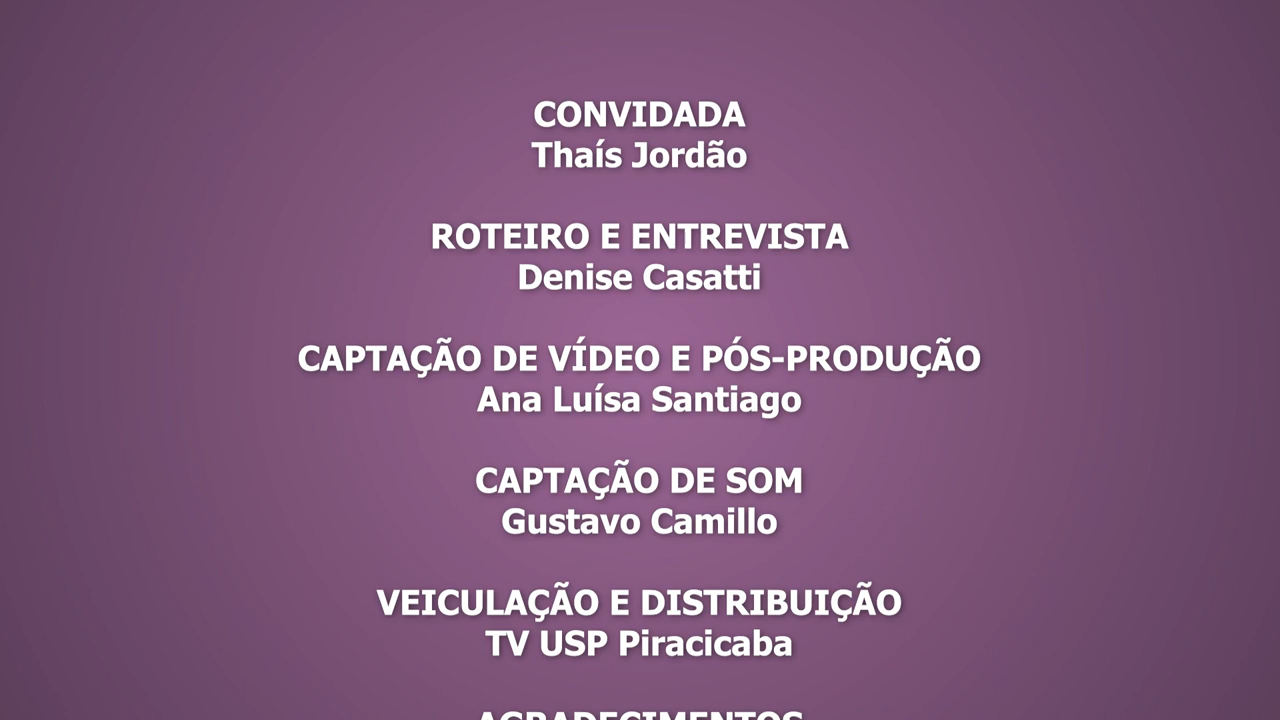 CONVIDADA
Thaís Jordão
ROTEIRO E ENTREVISTA
Denise Casatti
CAPTAÇÃO DE VÍDEO E PÓS-PRODUÇÃO
Ana Luísa Santiago
CAPTAÇÃO DE SOM
Gustavo Camillo
VEICULAÇÃO E DISTRIBUIÇÃO
TV USP Piracicaba
AGRADECIMENTOS